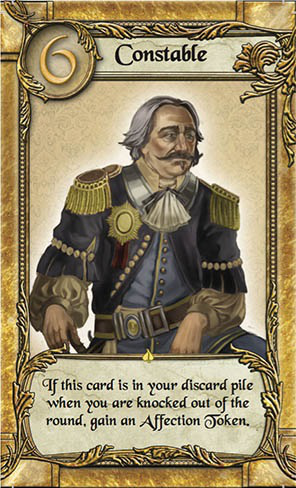 6
Constable
If this card is in your discard pile
when you are knocked out of the
round, gain an Affection Token.